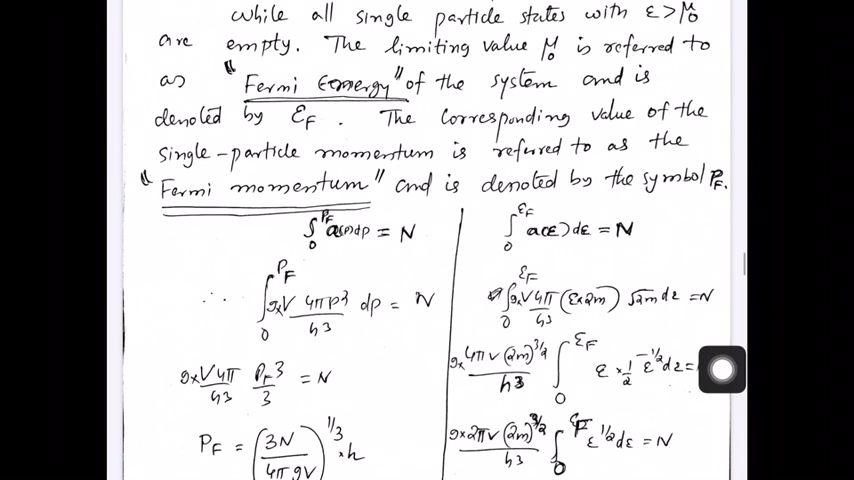 While all single particle states with ε > μ₀
are empty. The limiting value μ₀ is referred to
as "Fermi Energy" of the system and is
denoted by ε_F. The corresponding value of the
single-particle momentum is referred to as the
"Fermi momentum" and is denoted by the symbol P_F.
∫₀^{P_F} a(p)dp = N
∴ ∫₀^{P_F} g×V 4πp²/h³ dp = N
g×V4π/h³ P_F³/3 = N
P_F = (3N/4πgV)^{1/3} × h
∫₀^{ε_F} a(ε)dε = N
∫₀^{ε_F} g×V 4π/h³ (ε×2m) √2m dε = N
g×4πV(2m)^{3/2}/h³ ∫₀^{ε_F} ε × 1/2 ε^{-1/2} dε =
g×2πV(2m)^{3/2}/h³ ∫₀^{ε_F} ε^{1/2} dε = N